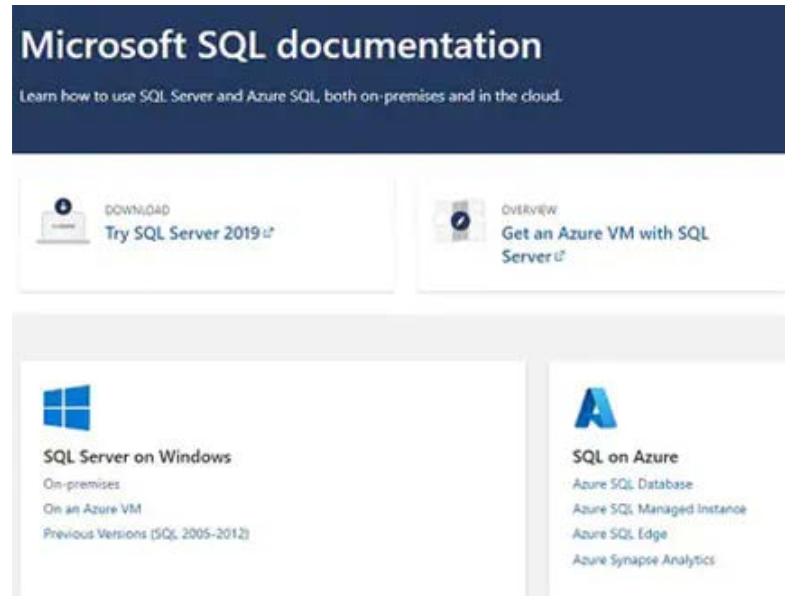 Microsoft SQL documentation
Learn how to use SQL Server and Azure SQL, both on-premises and in the cloud.
DOWNLOAD
Try SQL Server 2019
OVERVIEW
Get an Azure VM with SQL
Server
SQL Server on Windows
On-premises
On an Azure VM
Previous Versions (SQL 2005-2012)
SQL on Azure
Azure SQL Database
Azure SQL Managed Instance
Azure SQL Edge
Azure Synapse Analytics